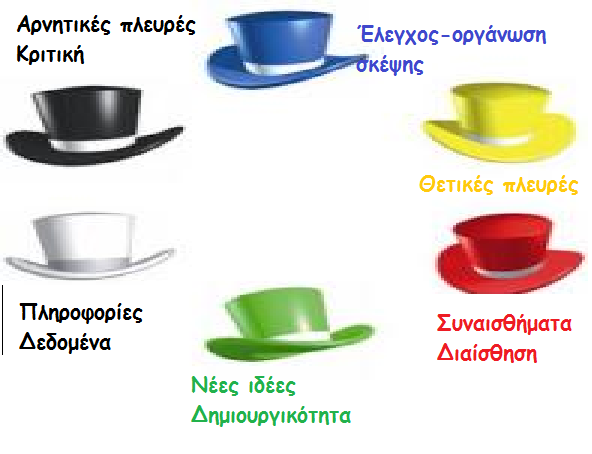 Αρνητικές πλευρές
Κριτική
Έλεγχος-οργάνωση
σκέψης
Θετικές πλευρές
Πληροφορίες
Δεδομένα
Συναισθήματα
Διαίσθηση
Νέες ιδέες
Δημιουργικότητα